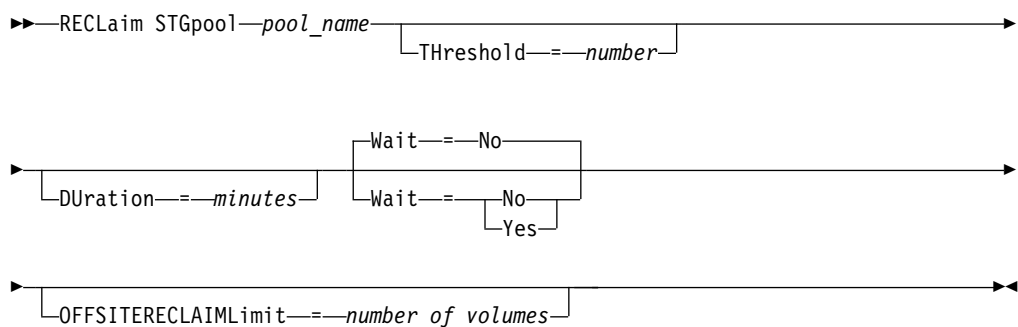 RECLaim STGpool pool_name
THreshold = number
Wait = No
DUration = minutes Wait = No
Yes
OFFSITERECLAIMLimit = number of volumes